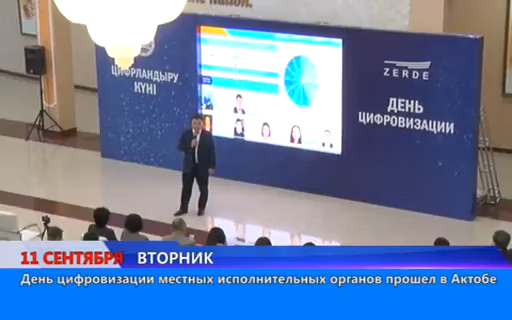 ЦИФРЛАНДЫРУ
КҮНІ
ZERDE
ДЕНЬ
ЦИФРОВИЗАЦИИ
11 СЕНТЯБРЯ ВТОРНИК
День цифровизации местных исполнительных органов прошел в Актобе